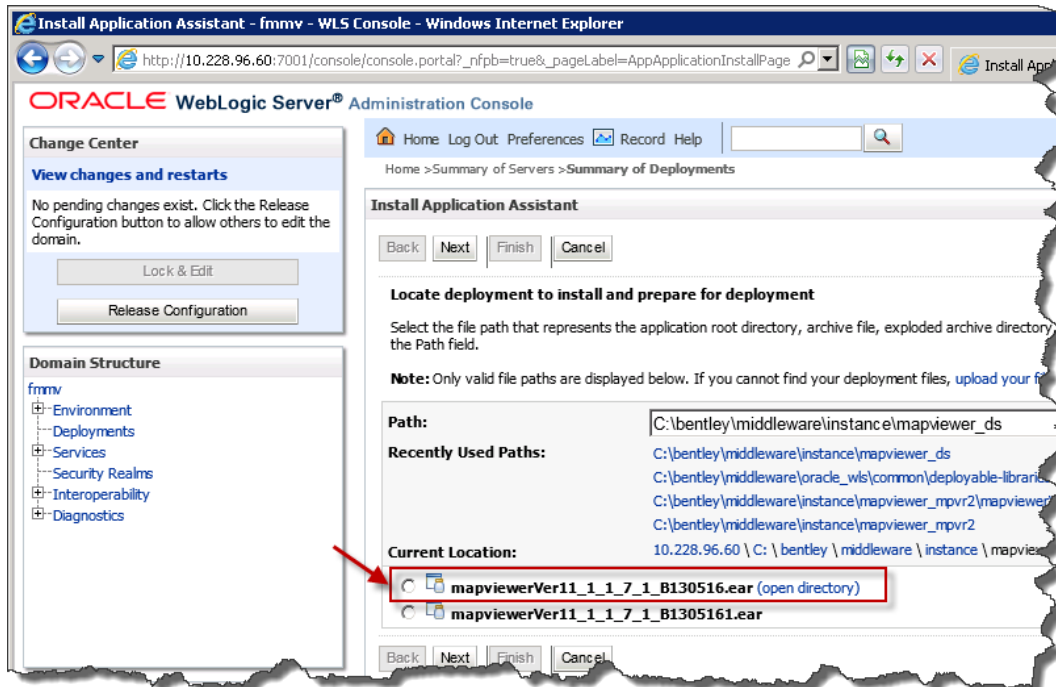 Install Application Assistant - fmmv - WLS Console - Windows Internet Explorer
http://10.228.96.60:7001/console/console.portal?_nfpb=true&_pageLabel=AppApplicationInstallPage
Install App
ORACLE WebLogic Server® Administration Console
Change Center
View changes and restarts
No pending changes exist. Click the Release
Configuration button to allow others to edit the
domain.
Lock & Edit
Release Configuration
Domain Structure
fmmv
Environment
Deployments
Services
Security Realms
Interoperability
Diagnostics
Home Log Out Preferences Record Help
Home >Summary of Servers >Summary of Deployments
Install Application Assistant
Back Next Finish Cancel
Locate deployment to install and prepare for deployment
Select the file path that represents the application root directory, archive file, exploded archive directory,
the Path field.
Note: Only valid file paths are displayed below. If you cannot find your deployment files, upload your
Path: C:\bentley\middleware\instance\mapviewer_ds
Recently Used Paths: C:\bentley\middleware\instance\mapviewer_ds
C:\bentley\middleware\oracle_wls\common\deployable-libraries
C:\bentley\middleware\instance\mapviewer_mpvr2\mapviewer
C:\bentley\middleware\instance\mapviewer_mpvr2
Current Location: 10.228.96.60 \ C: \ bentley \ middleware \ instance \
mapviewerVer11_1_1_7_1_B130516.ear (open directory)
mapviewerVer11_1_1_7_1_B1305161.ear
Back Next Finish Cancel